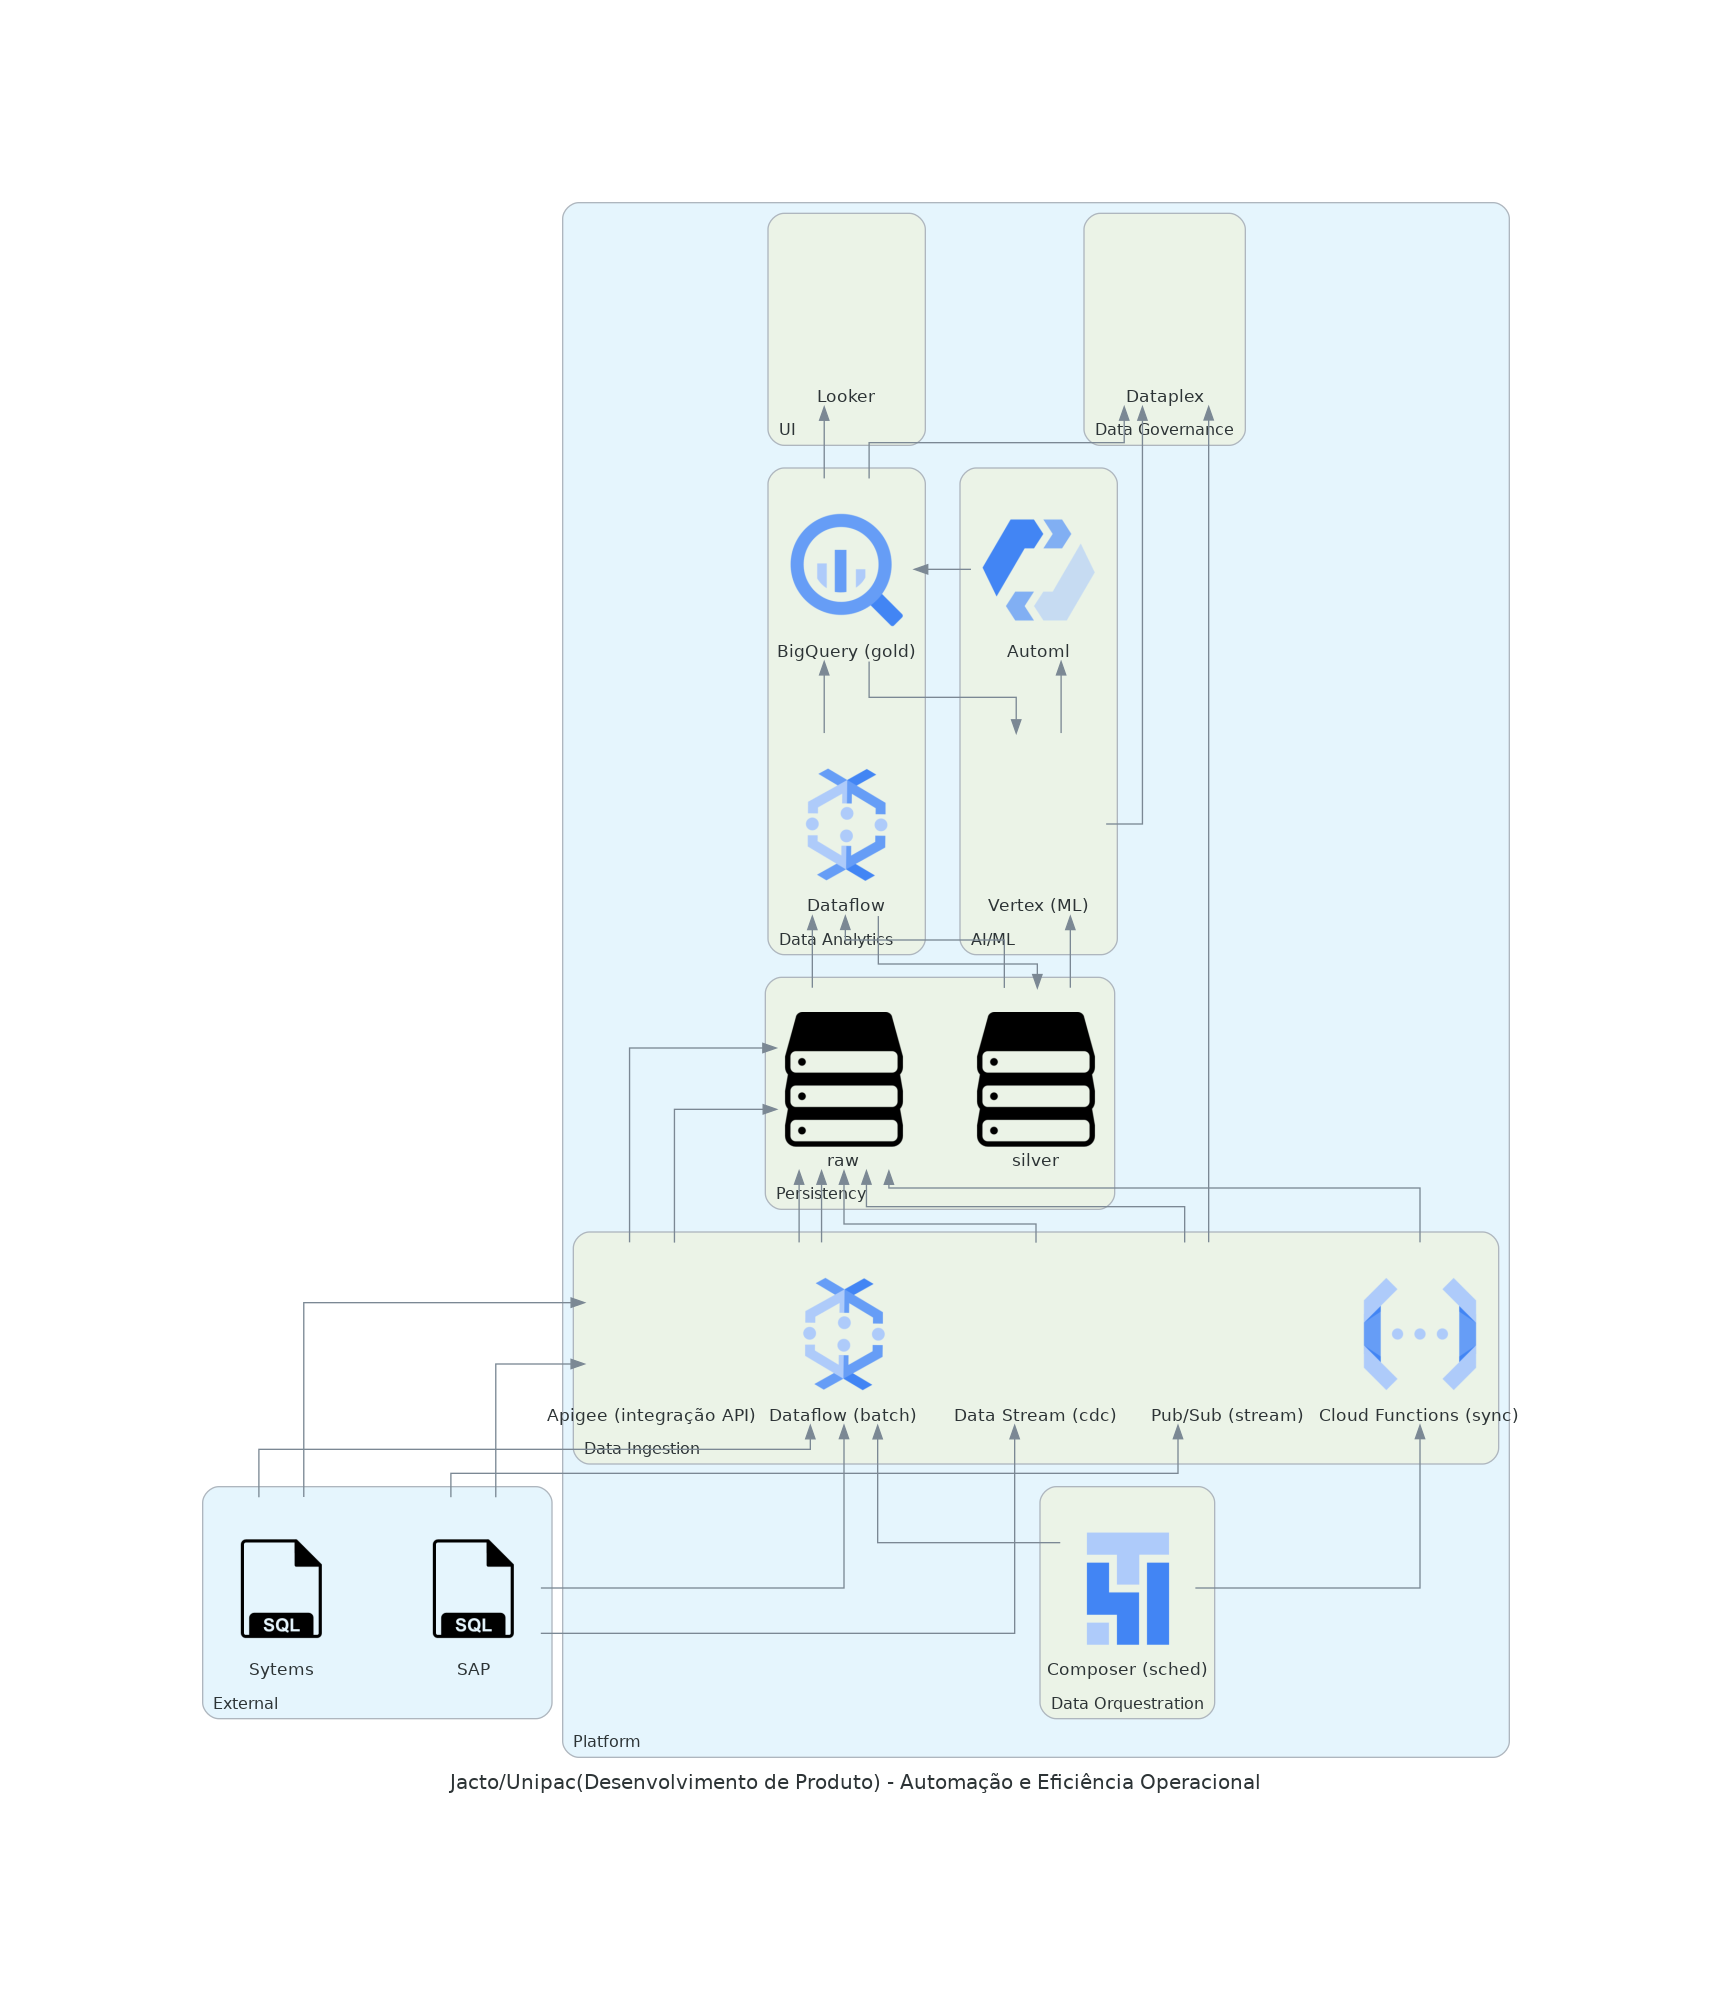 Looker
UI
Dataplex
Data Governance
BigQuery (gold)
Automl
Dataflow
Data Analytics
Vertex (ML)
AI/ML
raw
silver
Persistency
Apigee (integração API)
Dataflow (batch)
Data Stream (cdc)
Pub/Sub (stream)
Cloud Functions (sync)
Data Ingestion
SQL
Sytems
SQL
SAP
External
Composer (sched)
Data Orquestration
Platform
Jacto/Unipac(Desenvolvimento de Produto) - Automação e Eficiência Operacional